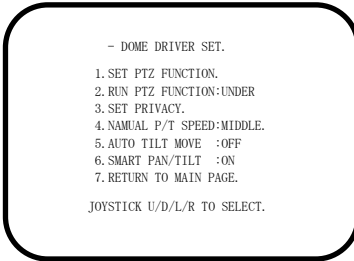 - DOME DRIVER SET.
1. SET PTZ FUNCTION.
2. RUN PTZ FUNCTION:UNDER
3. SET PRIVACY.
4. NAMUAL P/T SPEED:MIDDLE.
5. AUTO TILT MOVE :OFF
6. SMART PAN/TILT :ON
7. RETURN TO MAIN PAGE.
JOYSTICK U/D/L/R TO SELECT.